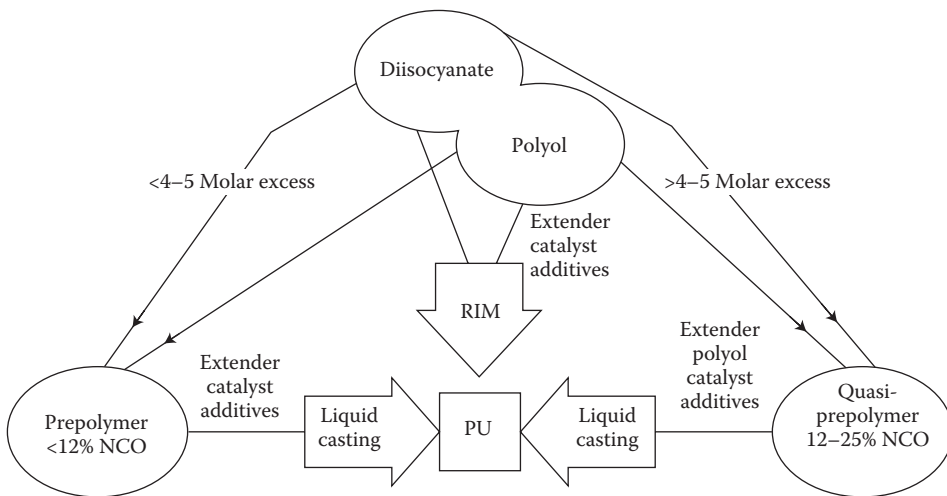 Diisocyanate
Polyol
<4–5 Molar excess
>4–5 Molar excess
Extender
catalyst
additives
RIM
Extender
catalyst
additives
Extender
polyol
catalyst
additives
Prepolymer
<12% NCO
Liquid
casting
PU
Liquid
casting
Quasi-
prepolymer
12–25% NCO